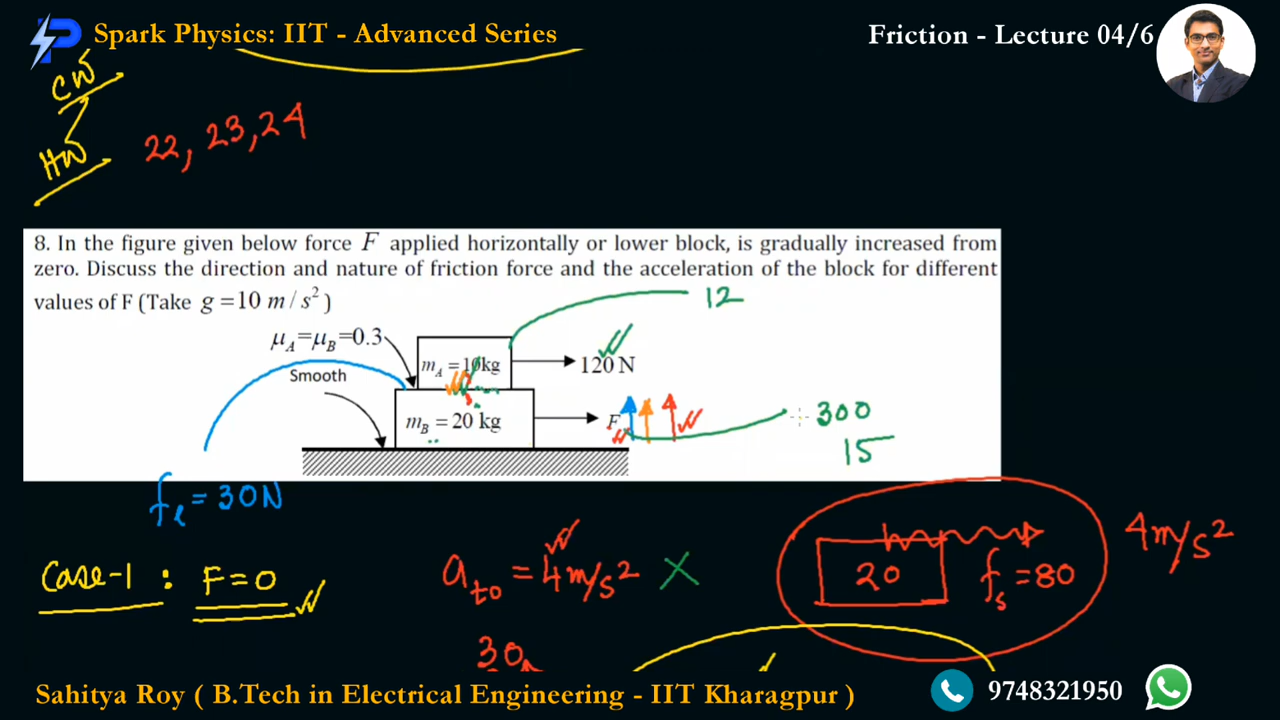 Spark Physics: IIT - Advanced Series
Friction - Lecture 04/6
CW
HW
22, 23, 24
8. In the figure given below force F applied horizontally or lower block, is gradually increased from
zero. Discuss the direction and nature of friction force and the acceleration of the block for different
values of F (Take g = 10 m/s²)
12
μA=μB=0.3
mA = 10kg
120 N
Smooth
mB = 20 kg
F
300
15
fl = 30N
Case-1 : F=0
ato = 4m/s² X
20
fs = 80
4m/s²
30
Sahitya Roy ( B.Tech in Electrical Engineering - IIT Kharagpur )
9748321950